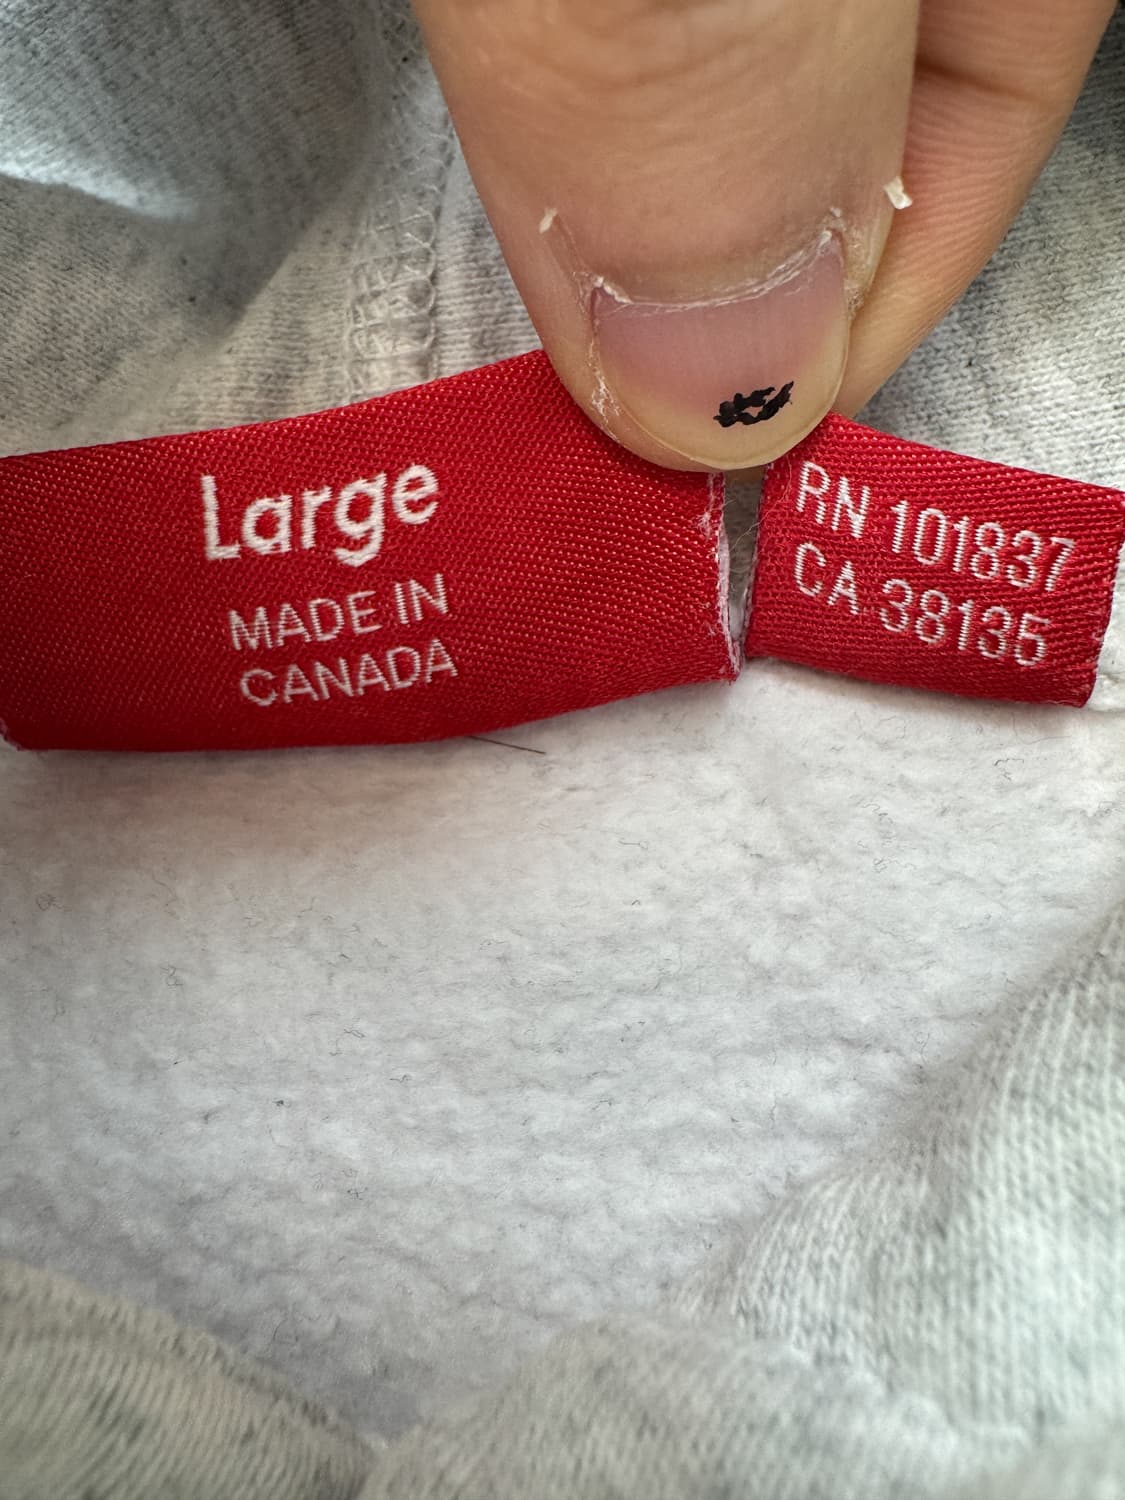 Large
MADE IN
CANADA
RN 101837
CA 38135